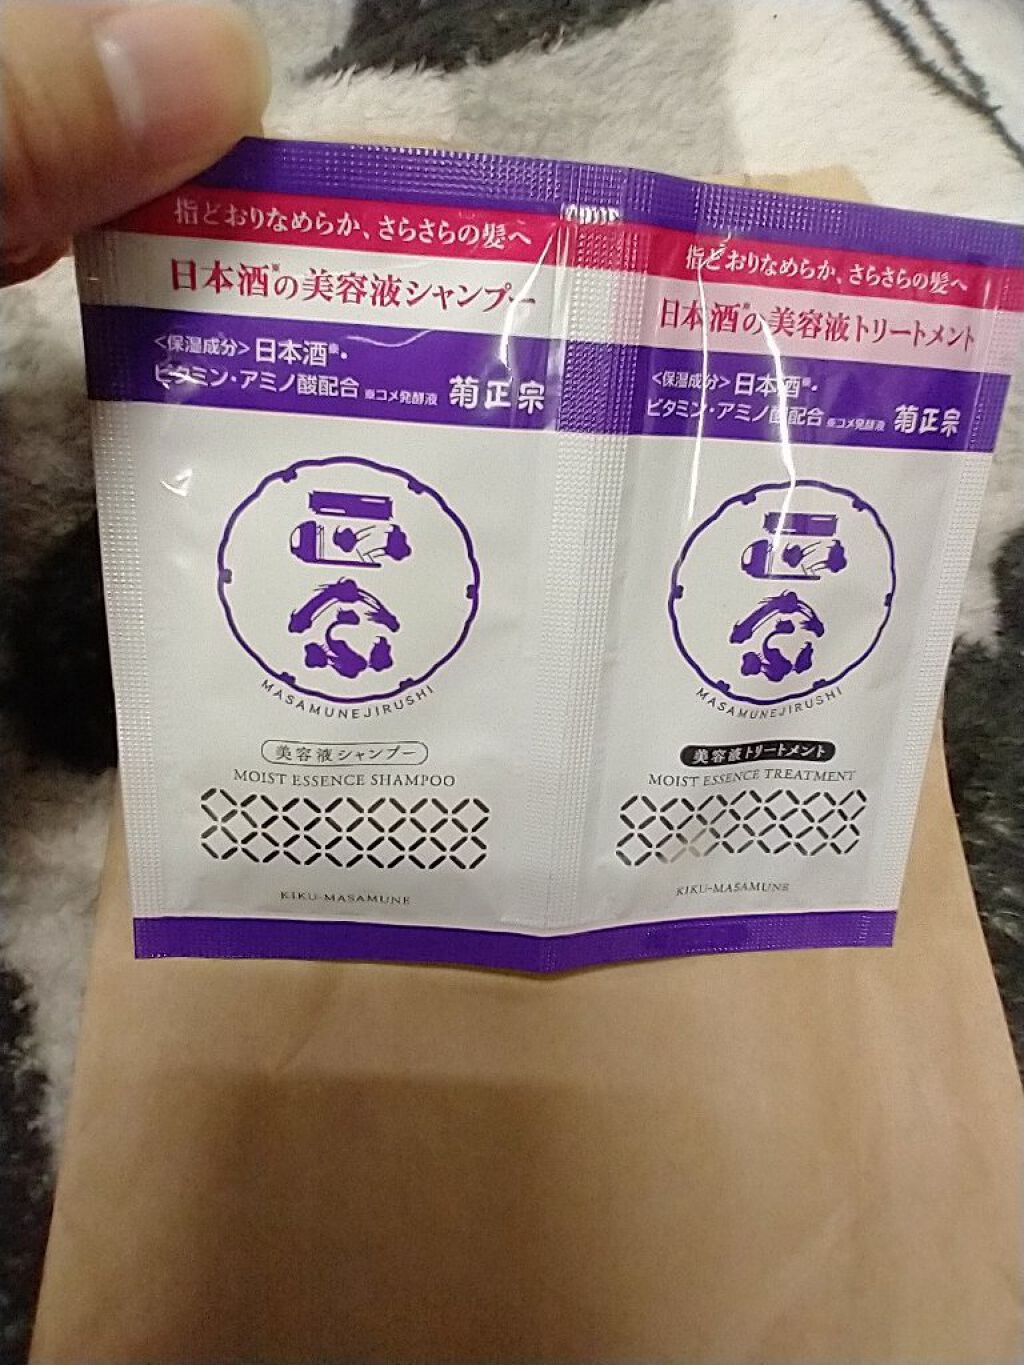 指どおりなめらか、さらさらの髪へ
日本酒※の美容液シャンプー
<保湿成分>日本酒※・
ビタミン・アミノ酸配合 ※コメ発酵液 菊正宗
正宗
MASAMUNEJIRUSHI
美容液シャンプー
MOIST ESSENCE SHAMPOO
KIKU-MASAMUNE
指どおりなめらか、さらさらの髪へ
日本酒※の美容液トリートメント
<保湿成分>日本酒※・
ビタミン・アミノ酸配合 ※コメ発酵液 菊正宗
正宗
MASAMUNEJIRUSHI
美容液トリートメント
MOIST ESSENCE TREATMENT
KIKU-MASAMUNE